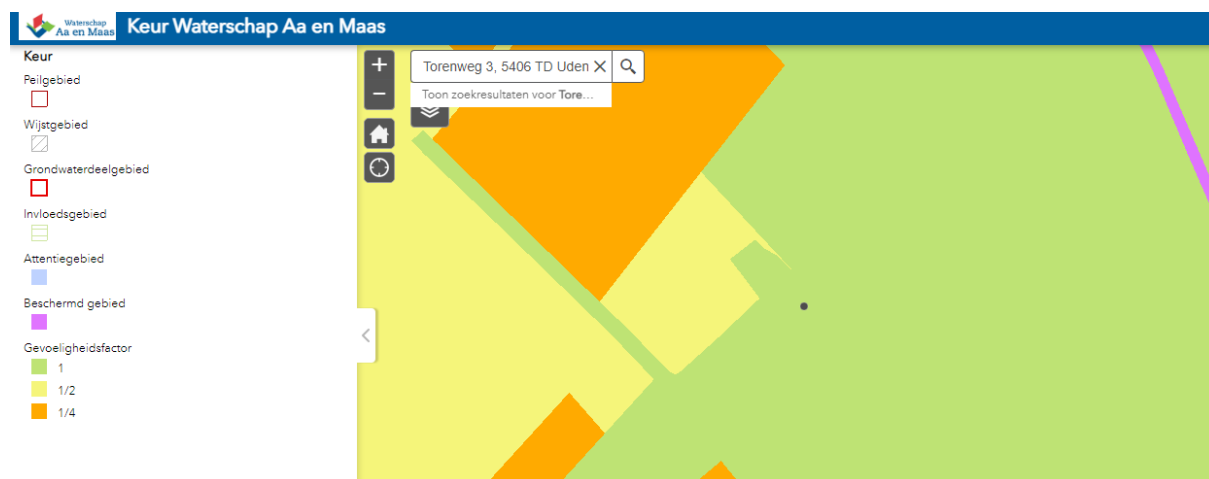 Waterschap
Aa en Maas
Keur Waterschap Aa en Maas
Keur
Peilgebied
Wijstgebied
Grondwaterdeelgebied
Invloedsgebied
Attentiegebied
Beschermd gebied
Gevoeligheidsfactor
1
1/2
1/4
+
−
Torenweg 3, 5406 TD Uden
Toon zoekresultaten voor Tore...